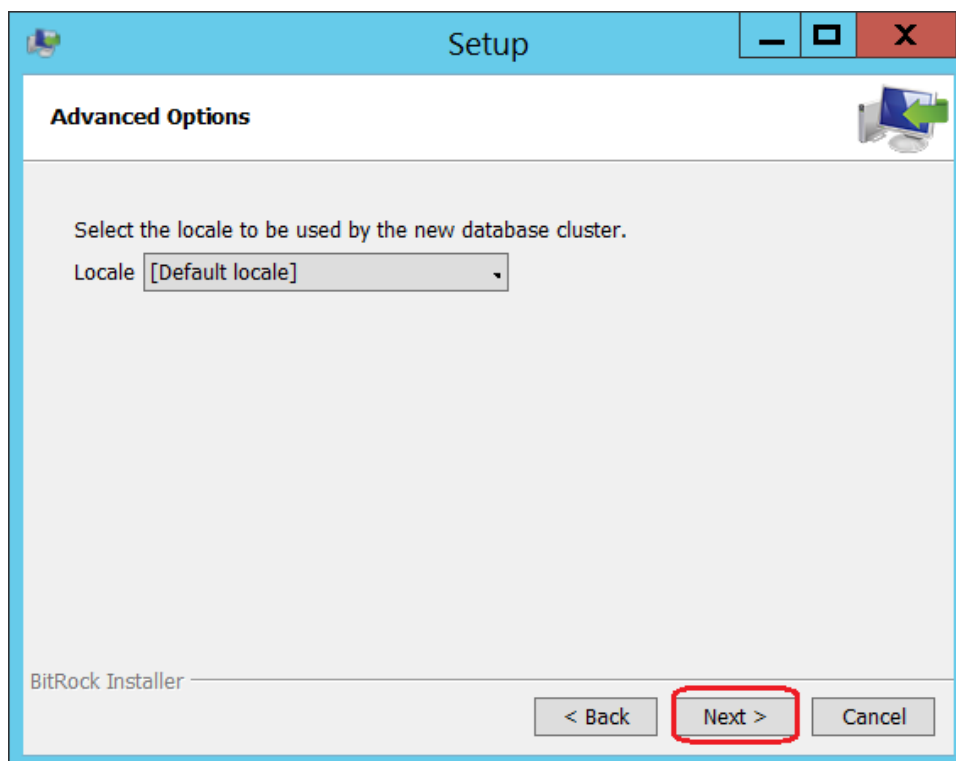 Setup
Advanced Options
Select the locale to be used by the new database cluster.
Locale [Default locale]
BitRock Installer
< Back Next > Cancel